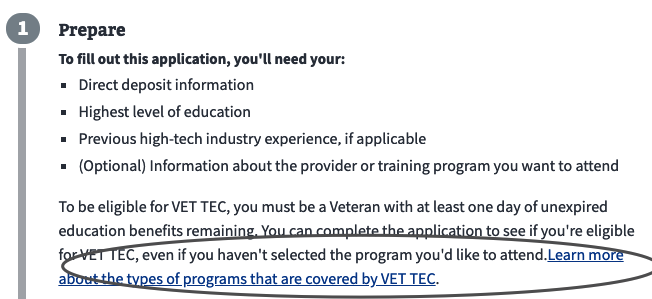 1
Prepare
To fill out this application, you'll need your:
Direct deposit information
Highest level of education
Previous high-tech industry experience, if applicable
(Optional) Information about the provider or training program you want to attend
To be eligible for VET TEC, you must be a Veteran with at least one day of unexpired
education benefits remaining. You can complete the application to see if you're eligible
for VET TEC, even if you haven't selected the program you'd like to attend.Learn more
about the types of programs that are covered by VET TEC.